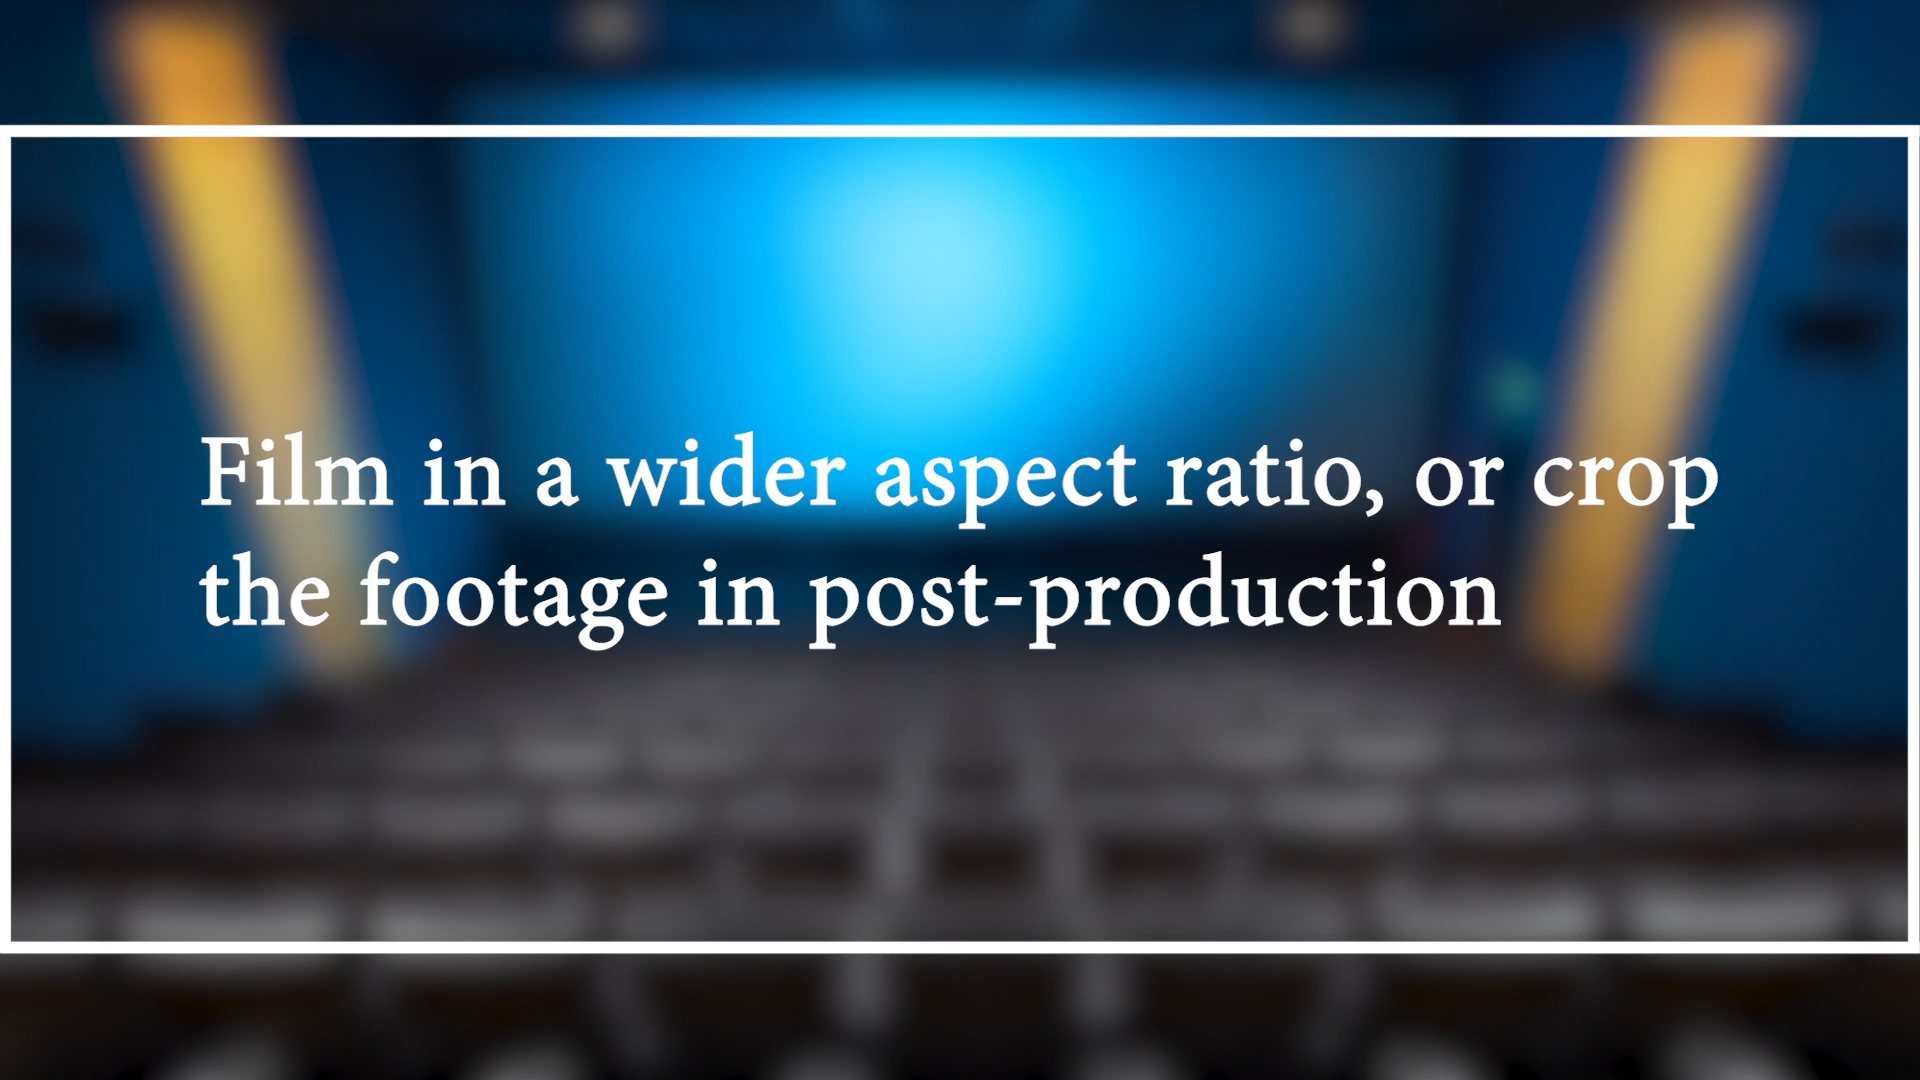 Film in a wider aspect ratio, or crop
the footage in post-production